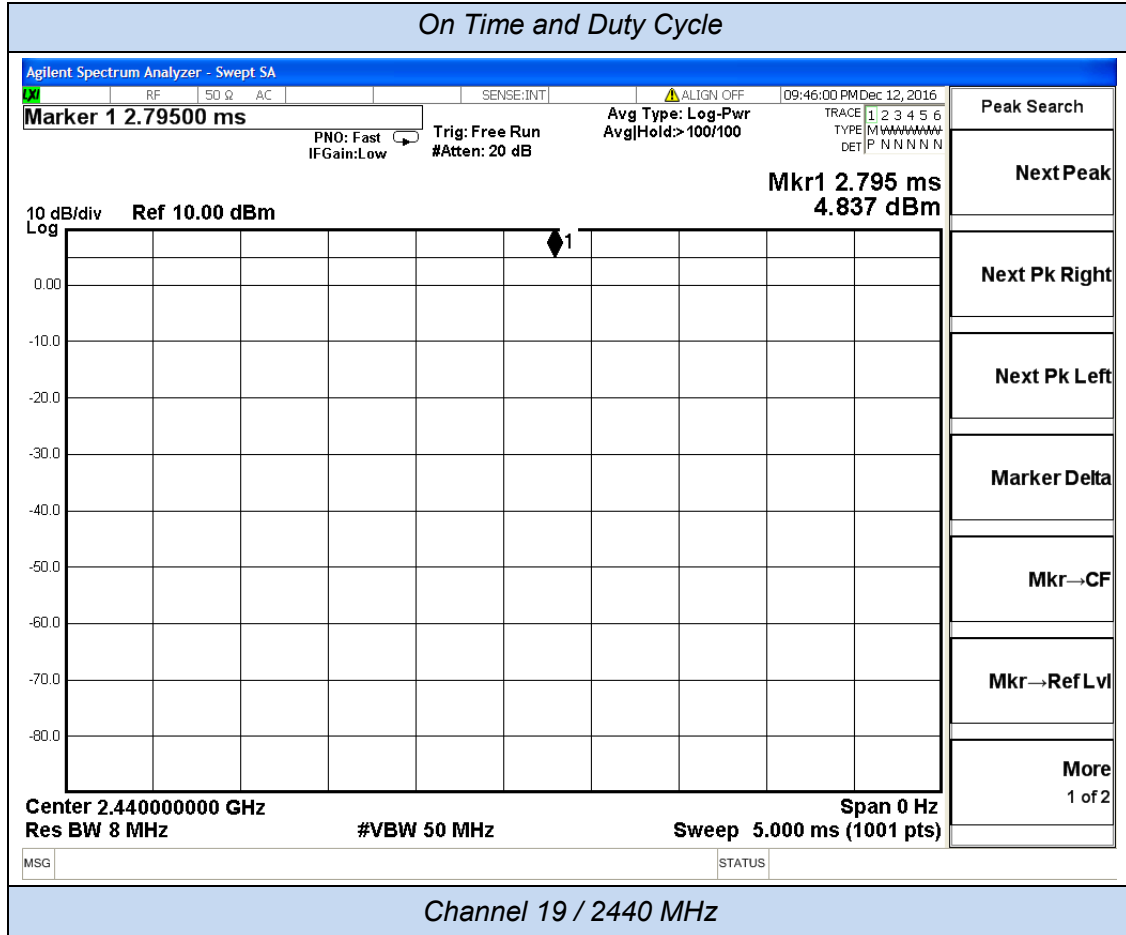 On Time and Duty Cycle
Agilent Spectrum Analyzer - Swept SA
LXI RF 50 Ω AC SENSE:INT ALIGN OFF 09:46:00 PM Dec 12, 2016
Marker 1 2.79500 ms
PNO: Fast
IFGain:Low
Trig: Free Run
#Atten: 20 dB
Avg Type: Log-Pwr
Avg|Hold:>100/100
TRACE 1 2 3 4 5 6
TYPE M WWWWW
DET P N N N N N
Mkr1 2.795 ms
4.837 dBm
10 dB/div Ref 10.00 dBm
Log
1
0.00
-10.0
-20.0
-30.0
-40.0
-50.0
-60.0
-70.0
-80.0
Center 2.440000000 GHz Span 0 Hz
Res BW 8 MHz #VBW 50 MHz Sweep 5.000 ms (1001 pts)
MSG STATUS
Peak Search
Next Peak
Next Pk Right
Next Pk Left
Marker Delta
Mkr→CF
Mkr→Ref Lvl
More
1 of 2
Channel 19 / 2440 MHz